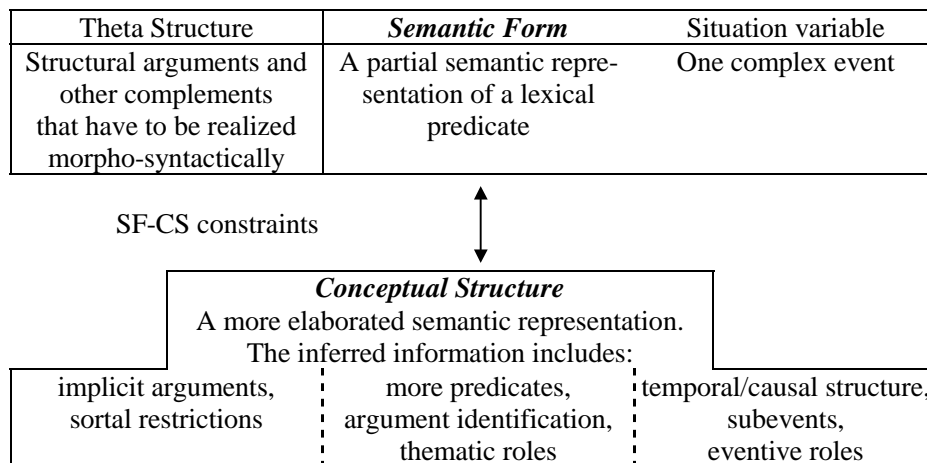 Theta Structure
Semantic Form
Situation variable
Structural arguments and
other complements
that have to be realized
morpho-syntactically
A partial semantic repre-
sentation of a lexical
predicate
One complex event
SF-CS constraints
Conceptual Structure
A more elaborated semantic representation.
The inferred information includes:
implicit arguments,
sortal restrictions
more predicates,
argument identification,
thematic roles
temporal/causal structure,
subevents,
eventive roles